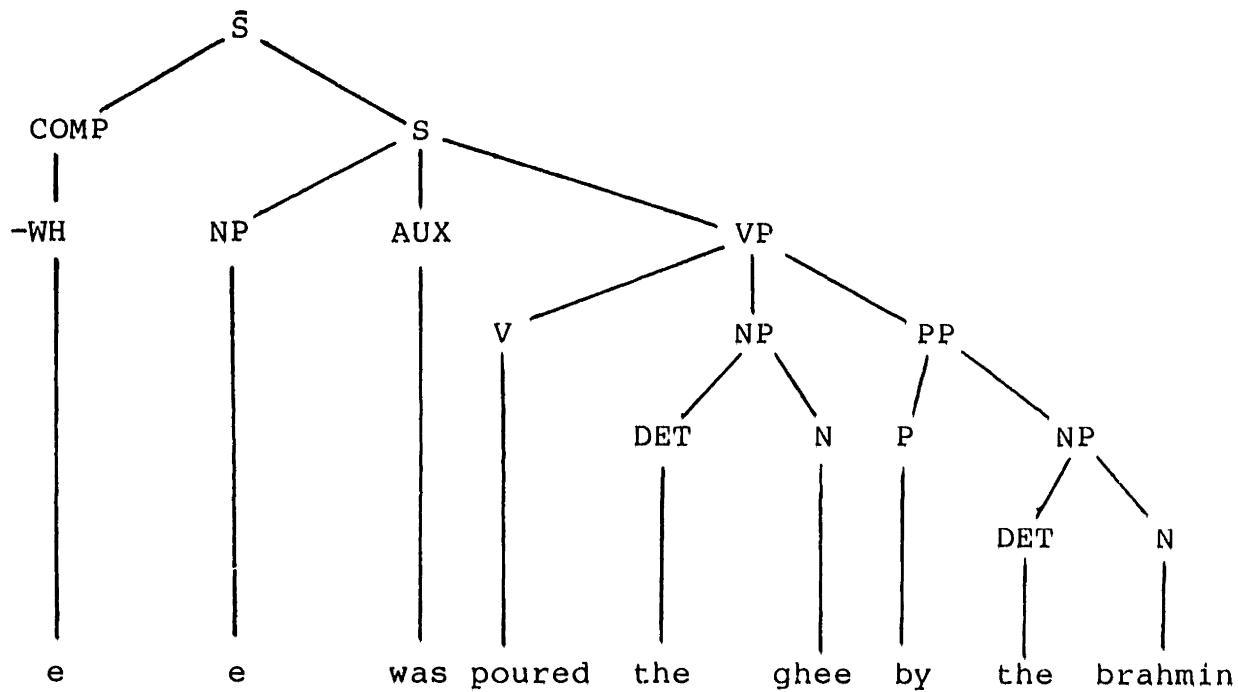 S̄
COMP S
-WH NP AUX VP
V NP PP
DET N P NP
DET N
e e was poured the ghee by the brahmin